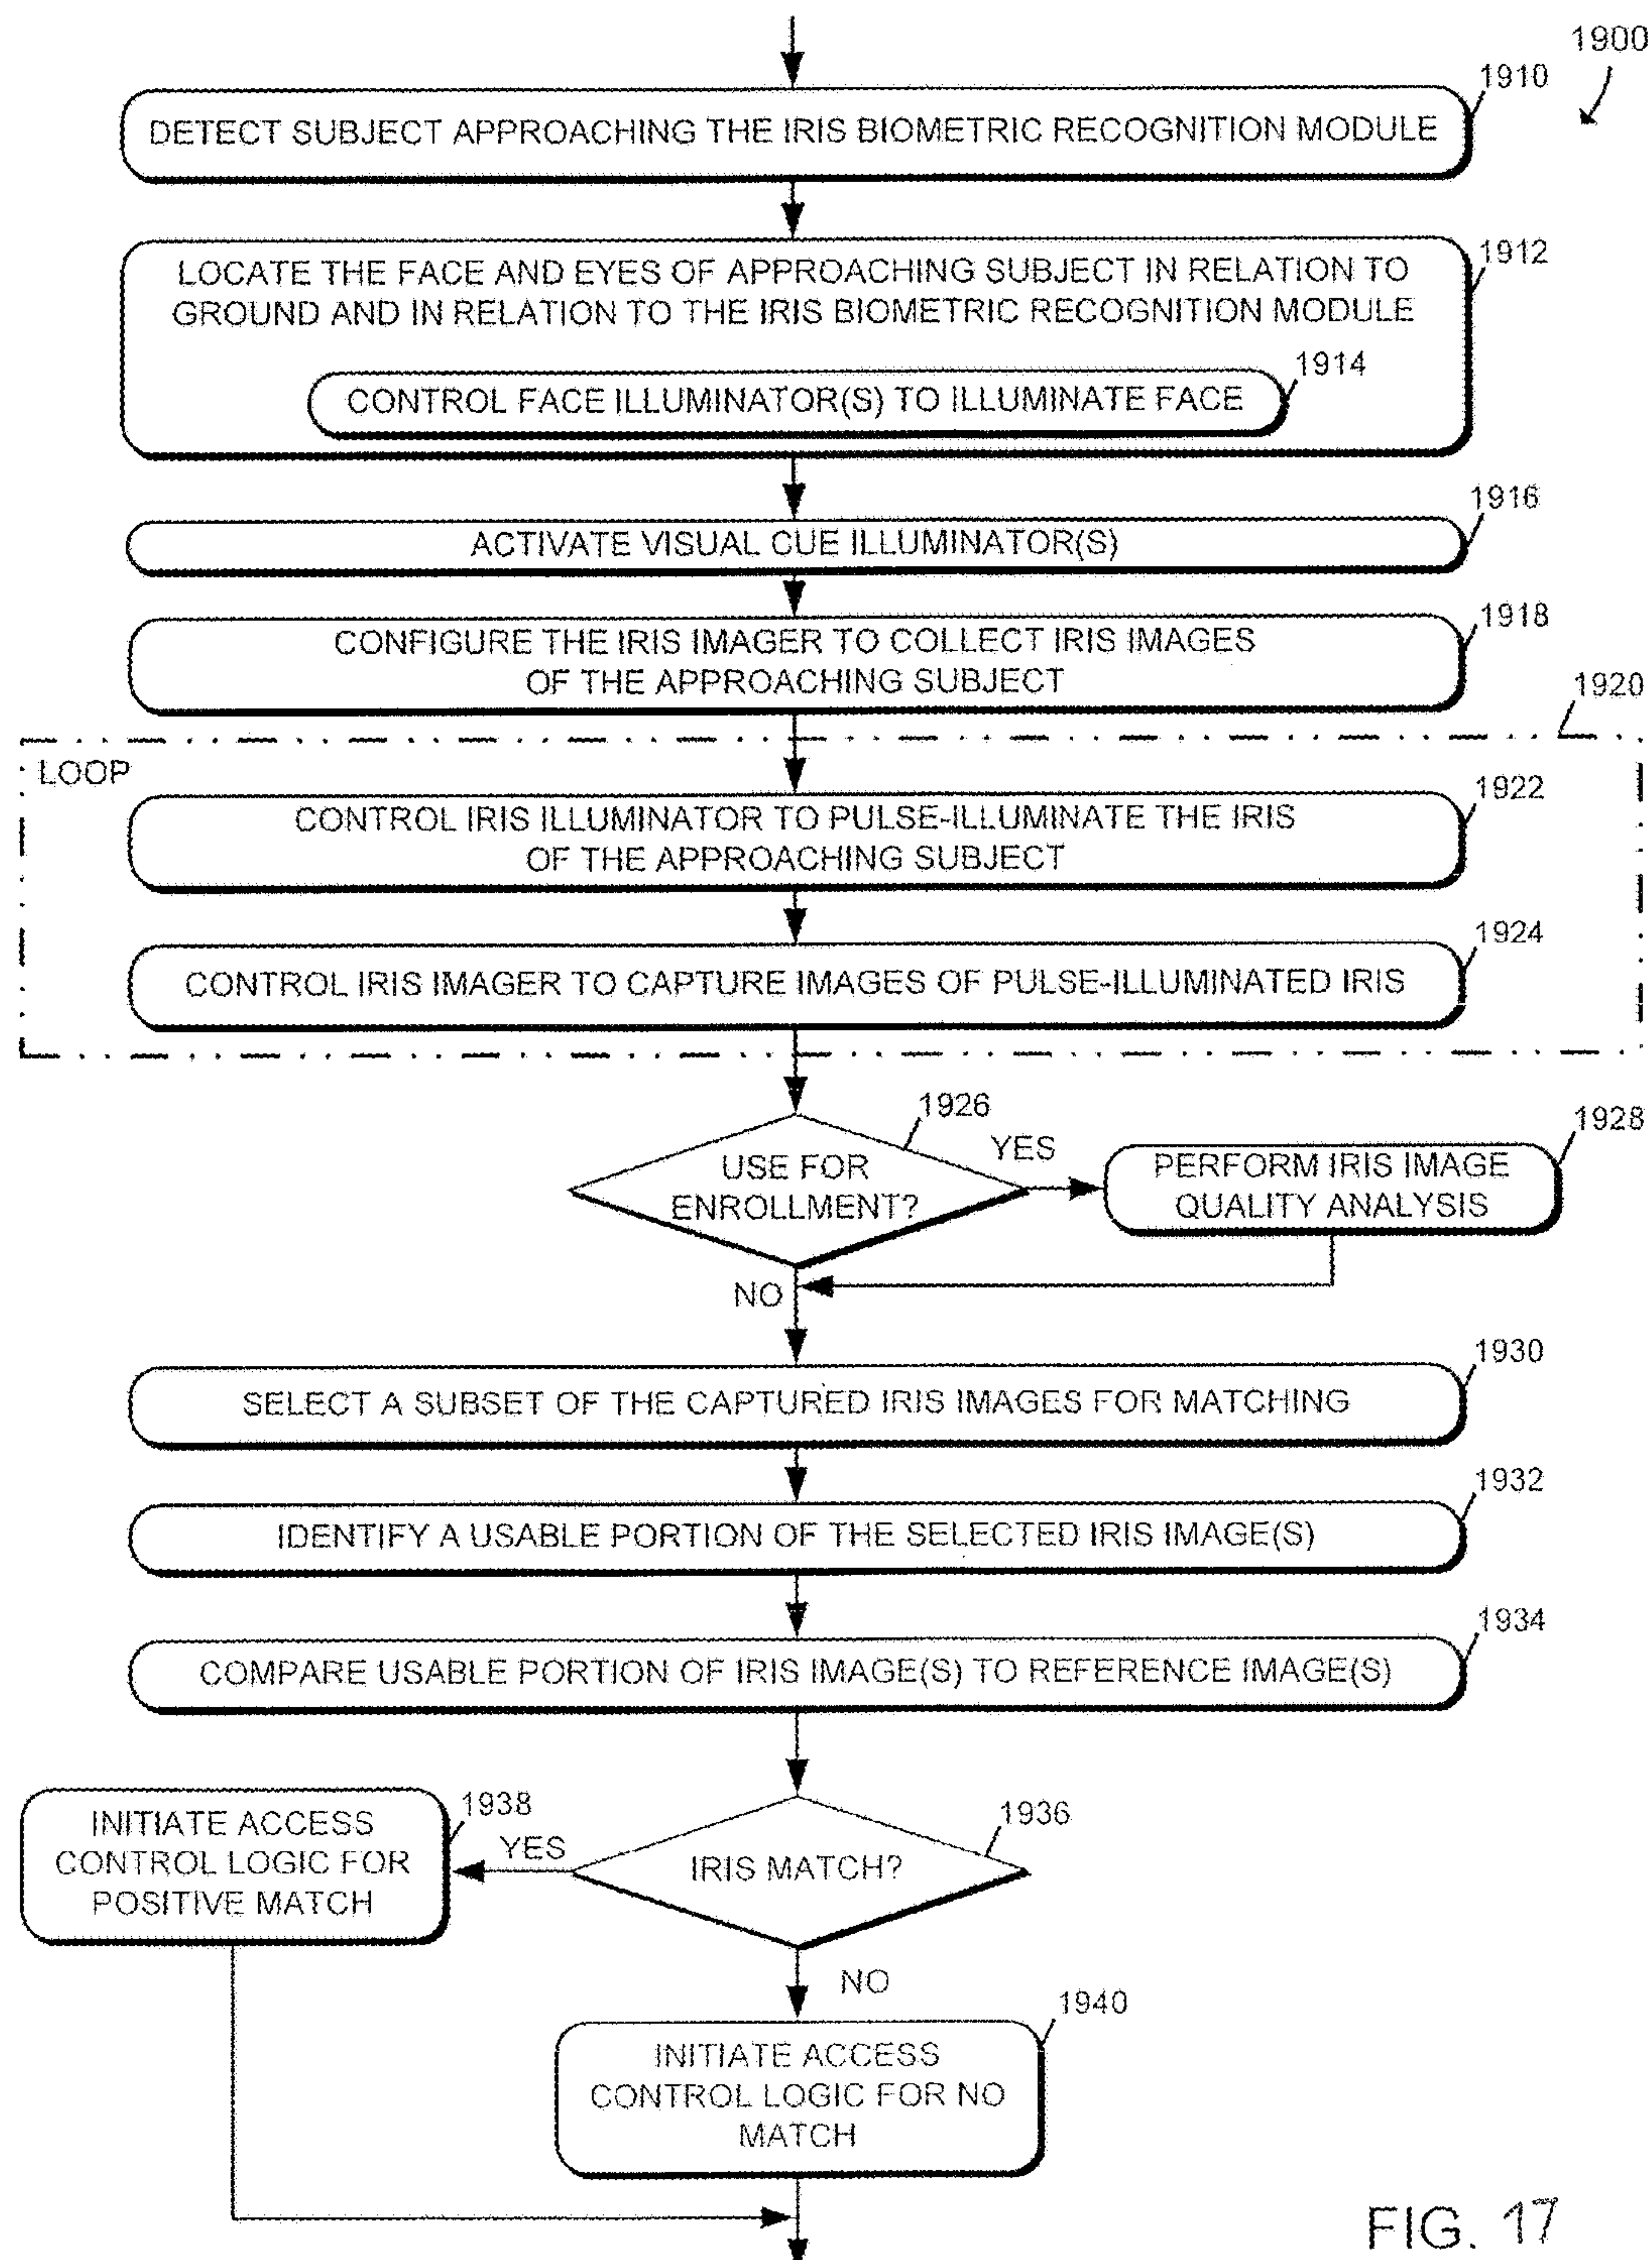 1900
1910
DETECT SUBJECT APPROACHING THE IRIS BIOMETRIC RECOGNITION MODULE
1912
LOCATE THE FACE AND EYES OF APPROACHING SUBJECT IN RELATION TO
GROUND AND IN RELATION TO THE IRIS BIOMETRIC RECOGNITION MODULE
1914
CONTROL FACE ILLUMINATOR(S) TO ILLUMINATE FACE
1916
ACTIVATE VISUAL CUE ILLUMINATOR(S)
1918
CONFIGURE THE IRIS IMAGER TO COLLECT IRIS IMAGES
OF THE APPROACHING SUBJECT
1920
LOOP
1922
CONTROL IRIS ILLUMINATOR TO PULSE-ILLUMINATE THE IRIS
OF THE APPROACHING SUBJECT
1924
CONTROL IRIS IMAGER TO CAPTURE IMAGES OF PULSE-ILLUMINATED IRIS
1926
USE FOR
ENROLLMENT?
YES
1928
PERFORM IRIS IMAGE
QUALITY ANALYSIS
NO
1930
SELECT A SUBSET OF THE CAPTURED IRIS IMAGES FOR MATCHING
1932
IDENTIFY A USABLE PORTION OF THE SELECTED IRIS IMAGE(S)
1934
COMPARE USABLE PORTION OF IRIS IMAGE(S) TO REFERENCE IMAGE(S)
1936
IRIS MATCH?
YES
1938
INITIATE ACCESS
CONTROL LOGIC FOR
POSITIVE MATCH
NO
1940
INITIATE ACCESS
CONTROL LOGIC FOR NO
MATCH
FIG. 17